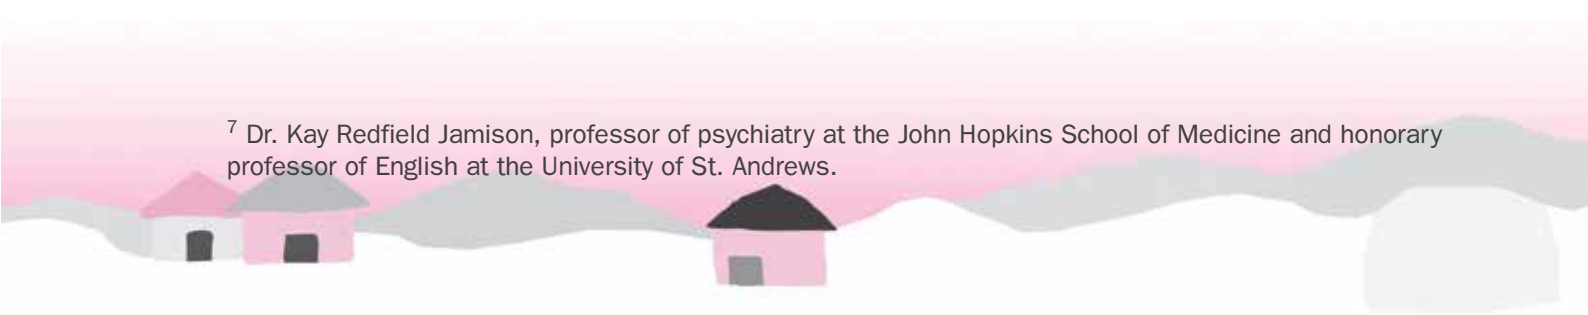 7 Dr. Kay Redfield Jamison, professor of psychiatry at the John Hopkins School of Medicine and honorary
professor of English at the University of St. Andrews.